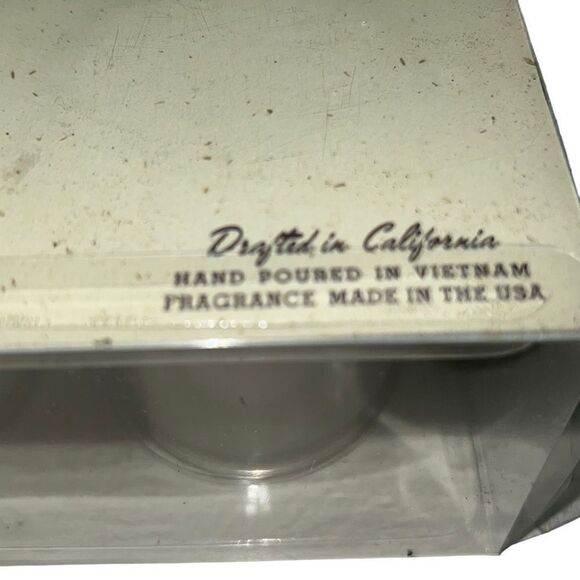 Drafted in California
HAND POURED IN VIETNAM
FRAGRANCE MADE IN THE USA